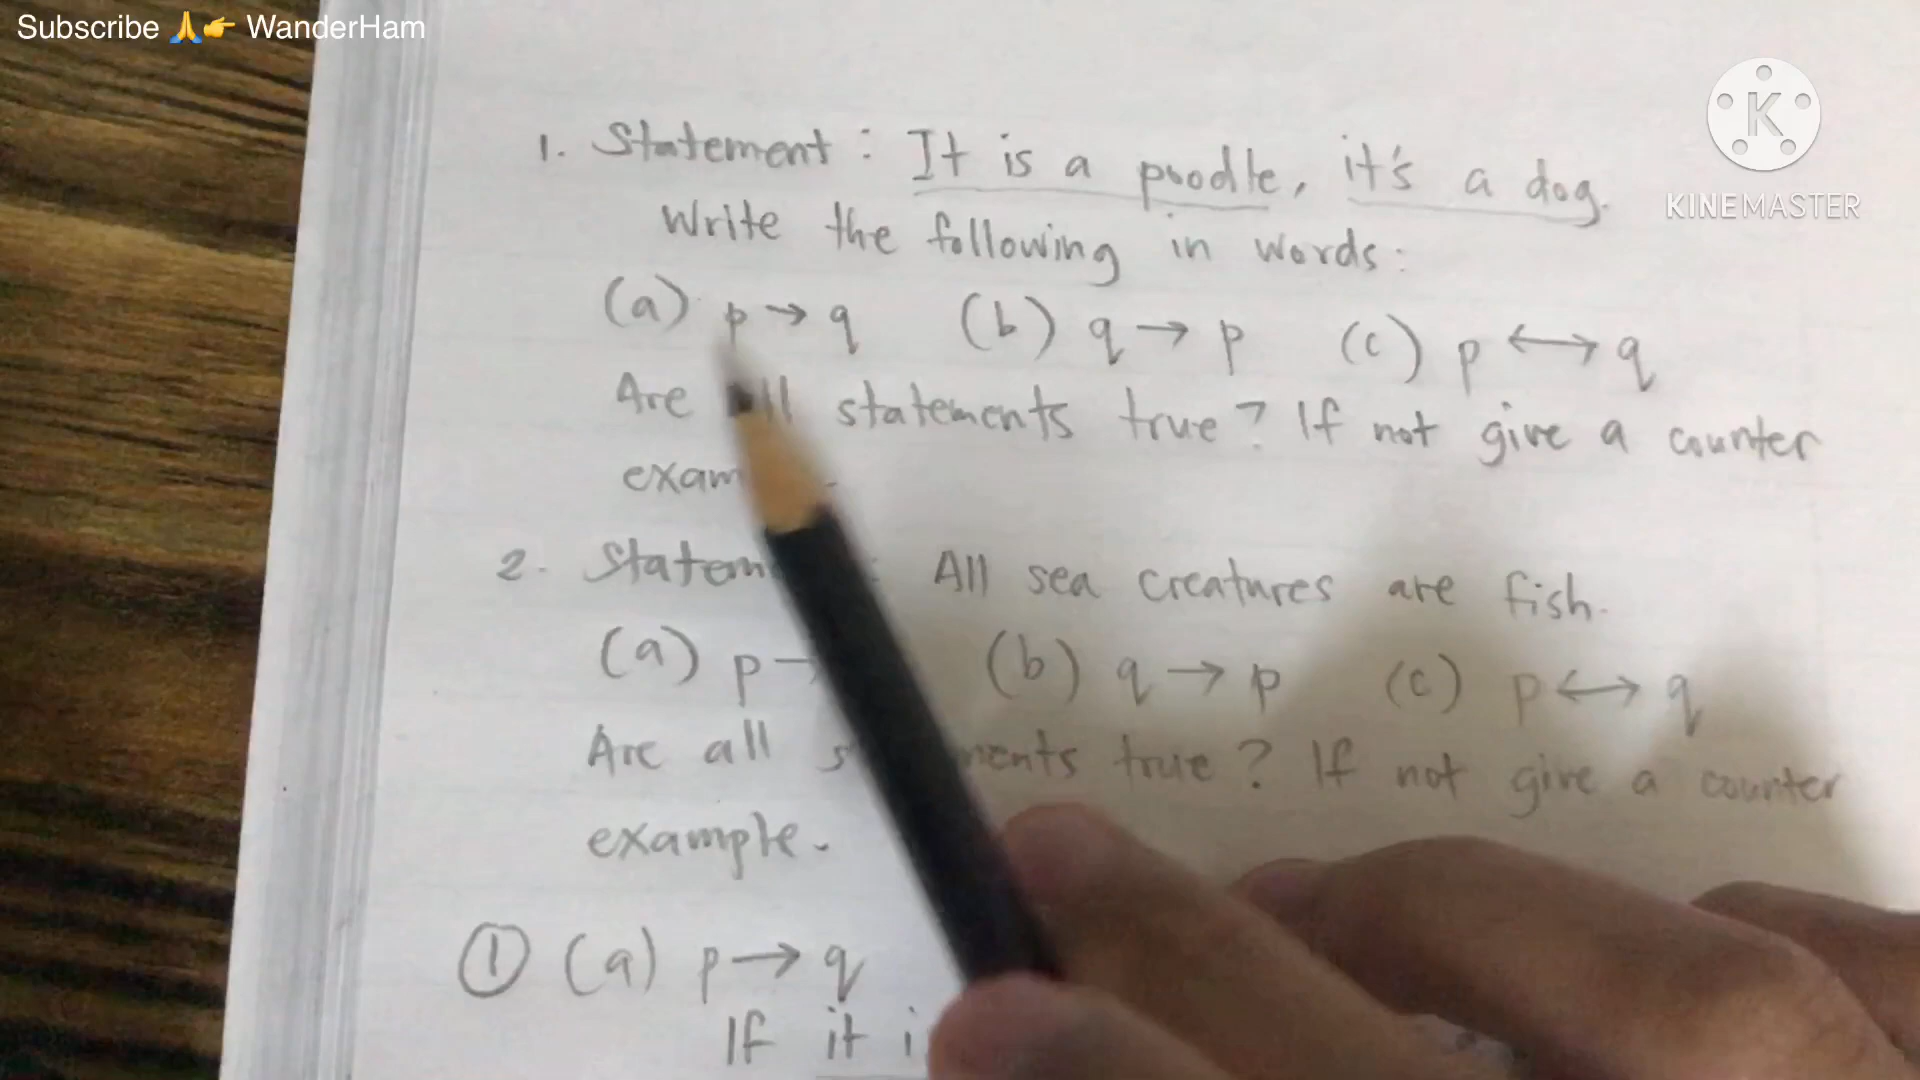 Subscribe 🙏👉 WanderHam
KINEMASTER
1. Statement: It is a poodle, it's a dog.
Write the following in words:
(a) p → q (b) q → p (c) p ↔ q
Are all statements true? If not give a counter
2. All sea creatures are fish.
(a) p → (b) q → p (c) p ↔ q
Are all true? If not give a counter
example.
① (a) p → q
If it